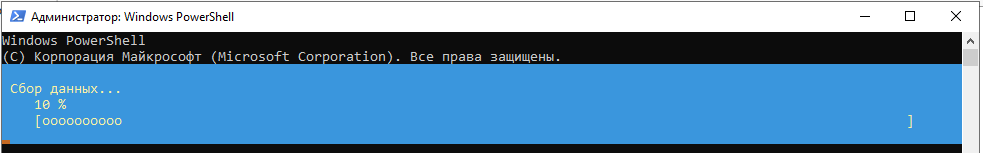 Администратор: Windows PowerShell
Windows PowerShell
(C) Корпорация Майкрософт (Microsoft Corporation). Все права защищены.
Сбор данных...
10 %
[oooooooooo ]